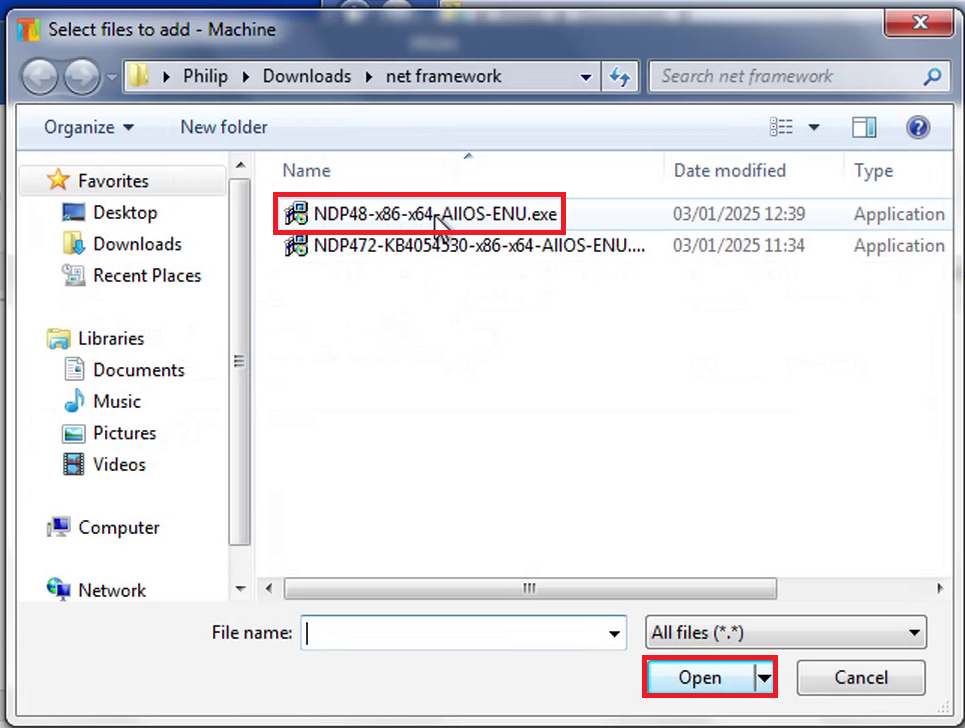 Select files to add - Machine
Philip Downloads net framework
Search net framework
Organize New folder
Name Date modified Type
Favorites
Desktop
Downloads
Recent Places
Libraries
Documents
Music
Pictures
Videos
Computer
Network
NDP48-x86-x64-AllOS-ENU.exe 03/01/2025 12:39 Application
NDP472-KB4054530-x86-x64-AllOS-ENU.... 03/01/2025 11:34 Application
File name: All files (*.*)
Open Cancel